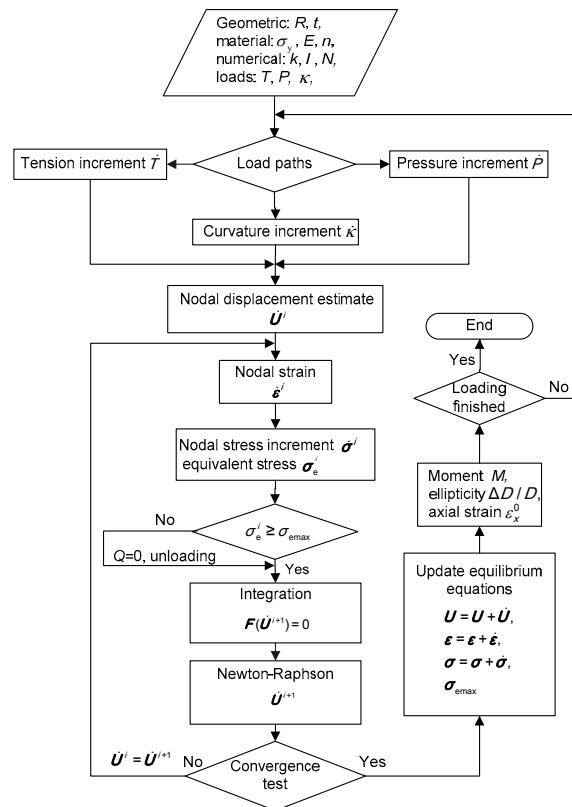 Geometric: R, t,
material: σy, E, n,
numerical: k, I, N,
loads: T, P, κ,
Load paths
Tension increment Ṫ
Pressure increment Ṗ
Curvature increment κ̇
Nodal displacement estimate
U̇ⁱ
Nodal strain
ε̇ⁱ
Nodal stress increment σ̇ⁱ
equivalent stress σₑⁱ
σₑⁱ ≥ σemax
No
Q=0, unloading
Yes
Integration
F(U̇ⁱ⁺¹) = 0
Newton-Raphson
U̇ⁱ⁺¹
Convergence
test
No
U̇ⁱ = U̇ⁱ⁺¹
Yes
Update equilibrium
equations
U = U + U̇,
ε = ε + ε̇,
σ = σ + σ̇,
σemax
Moment M,
ellipticity ΔD / D,
axial strain εₓ⁰
Loading
finished
No
Yes
End